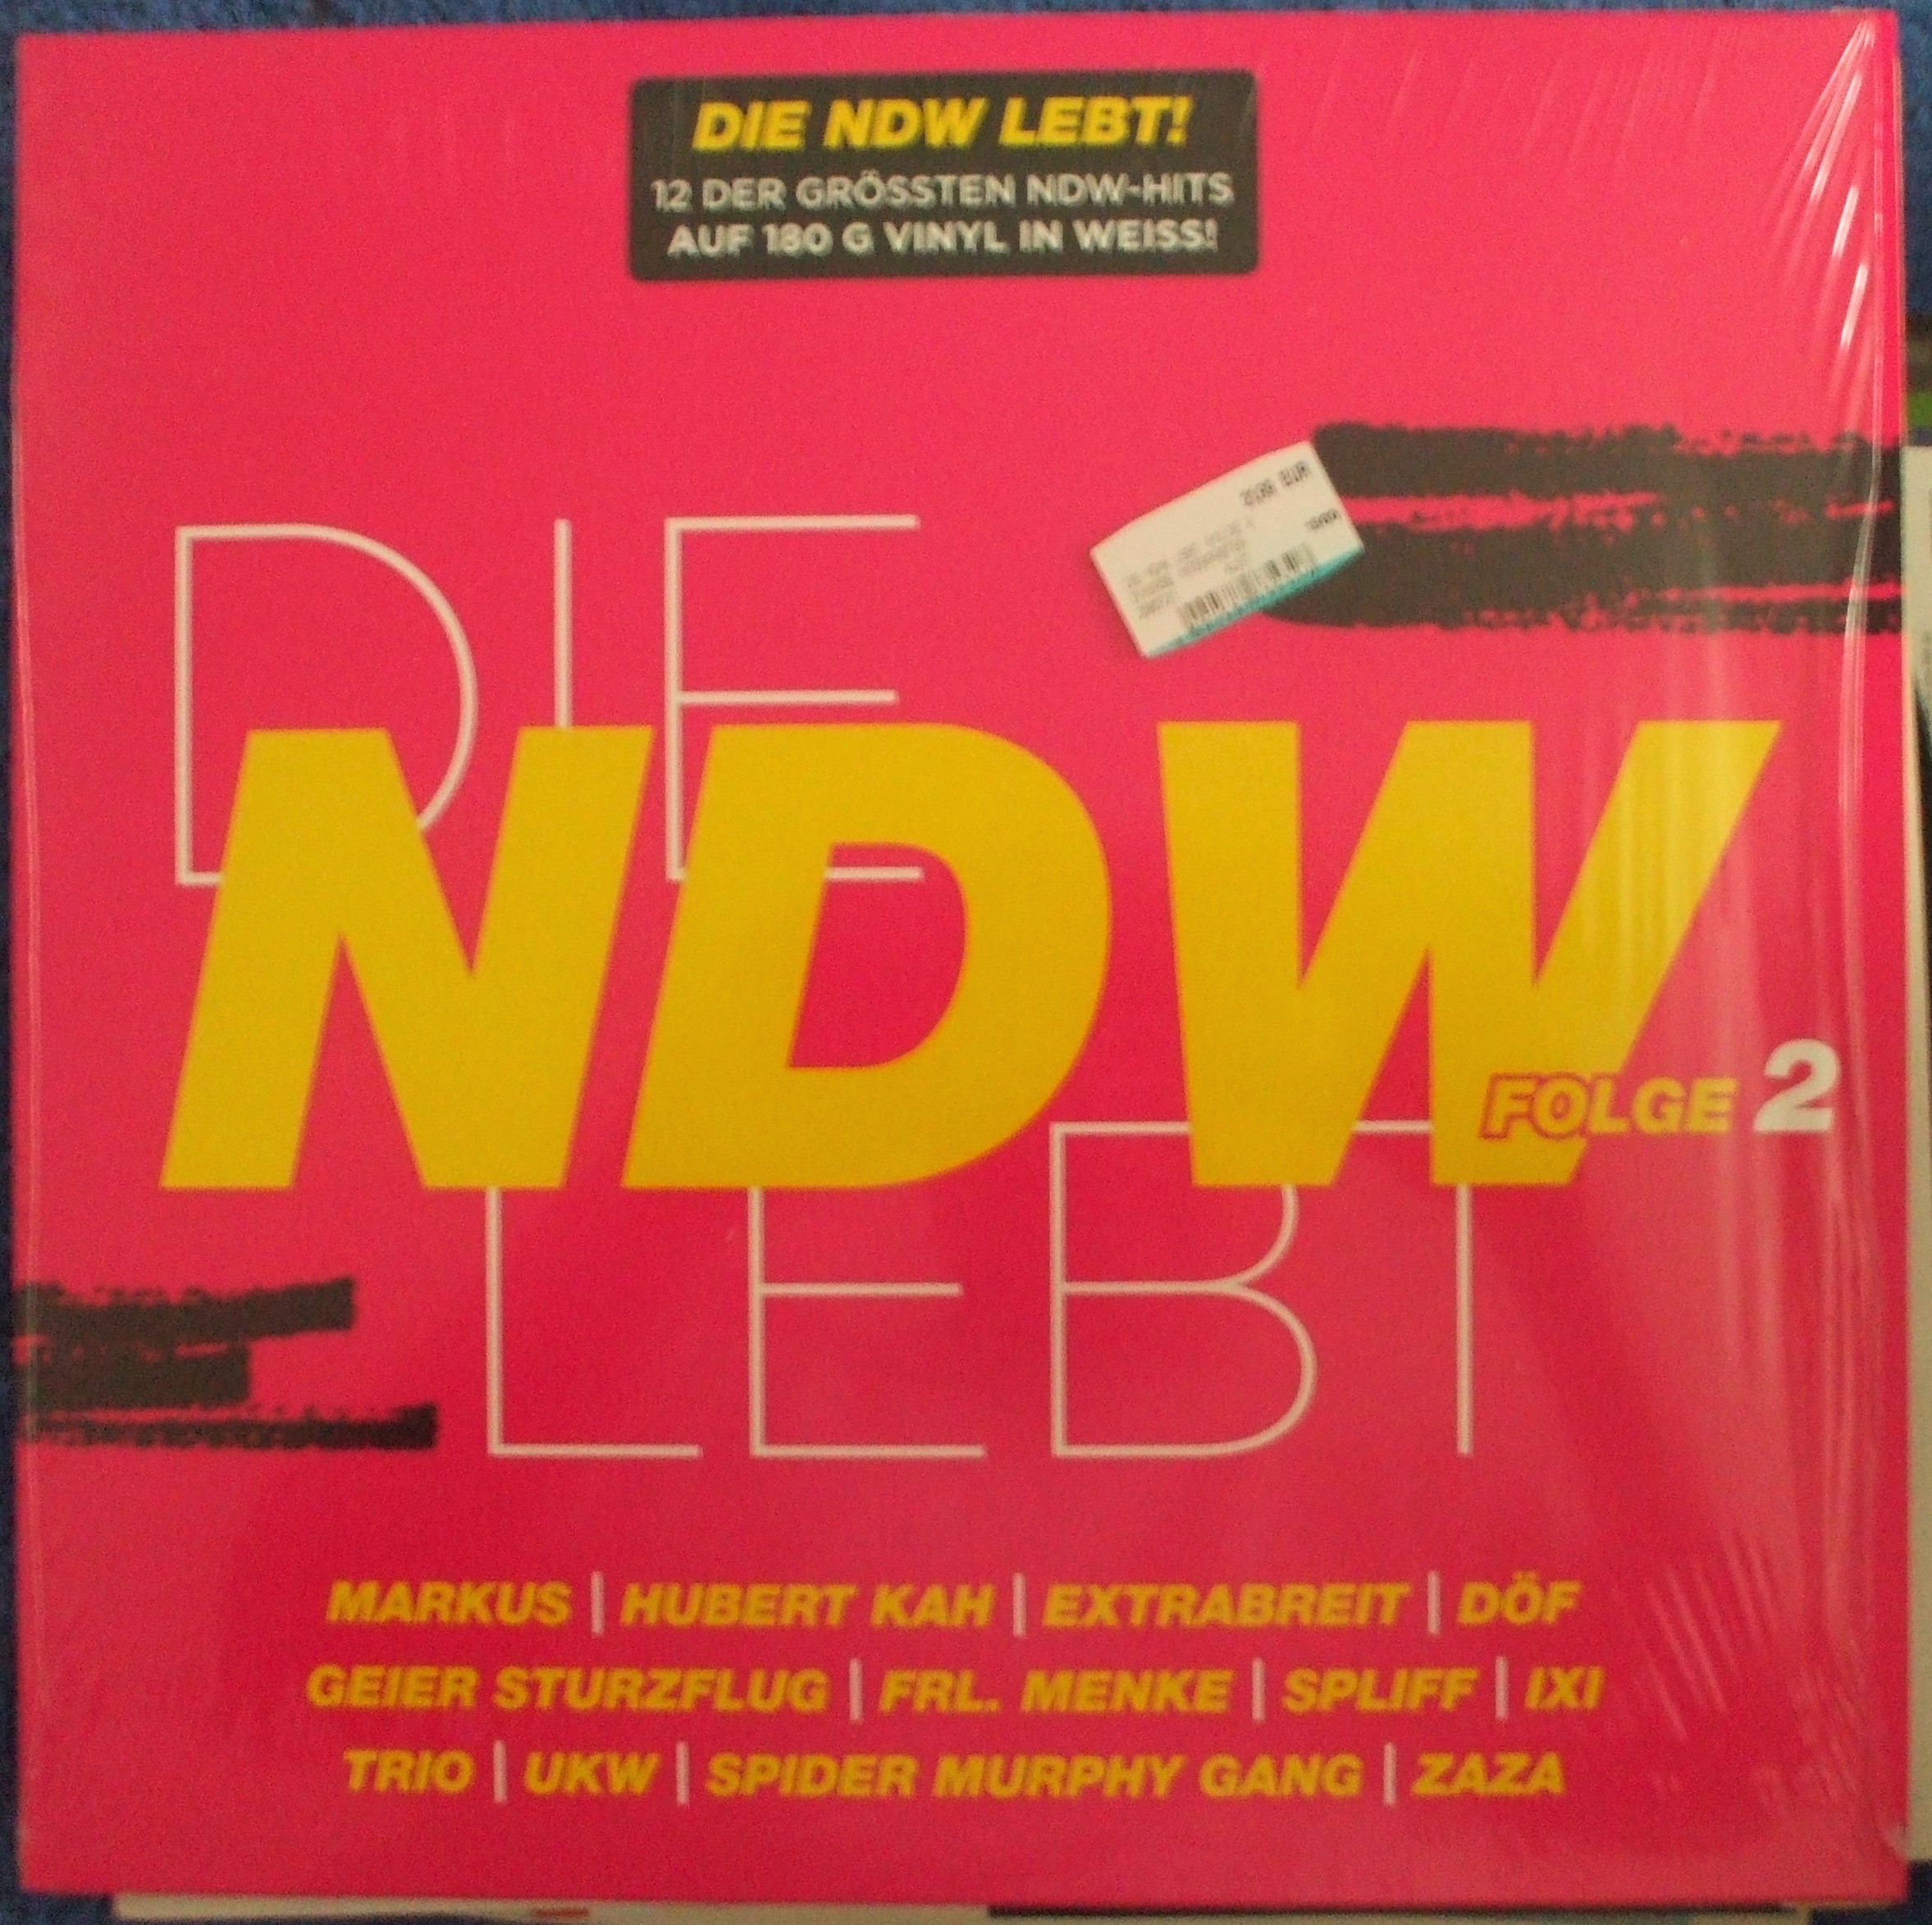 DIE NDW LEBT!
12 DER GRÖSSTEN NDW-HITS
AUF 180 G VINYL IN WEISS!
DIE
NDW
FOLGE 2
LEBT
MARKUS | HUBERT KAH | EXTRABREIT | DÖF
GEIER STURZFLUG | FRL. MENKE | SPLIFF | IXI
TRIO | UKW | SPIDER MURPHY GANG | ZAZA